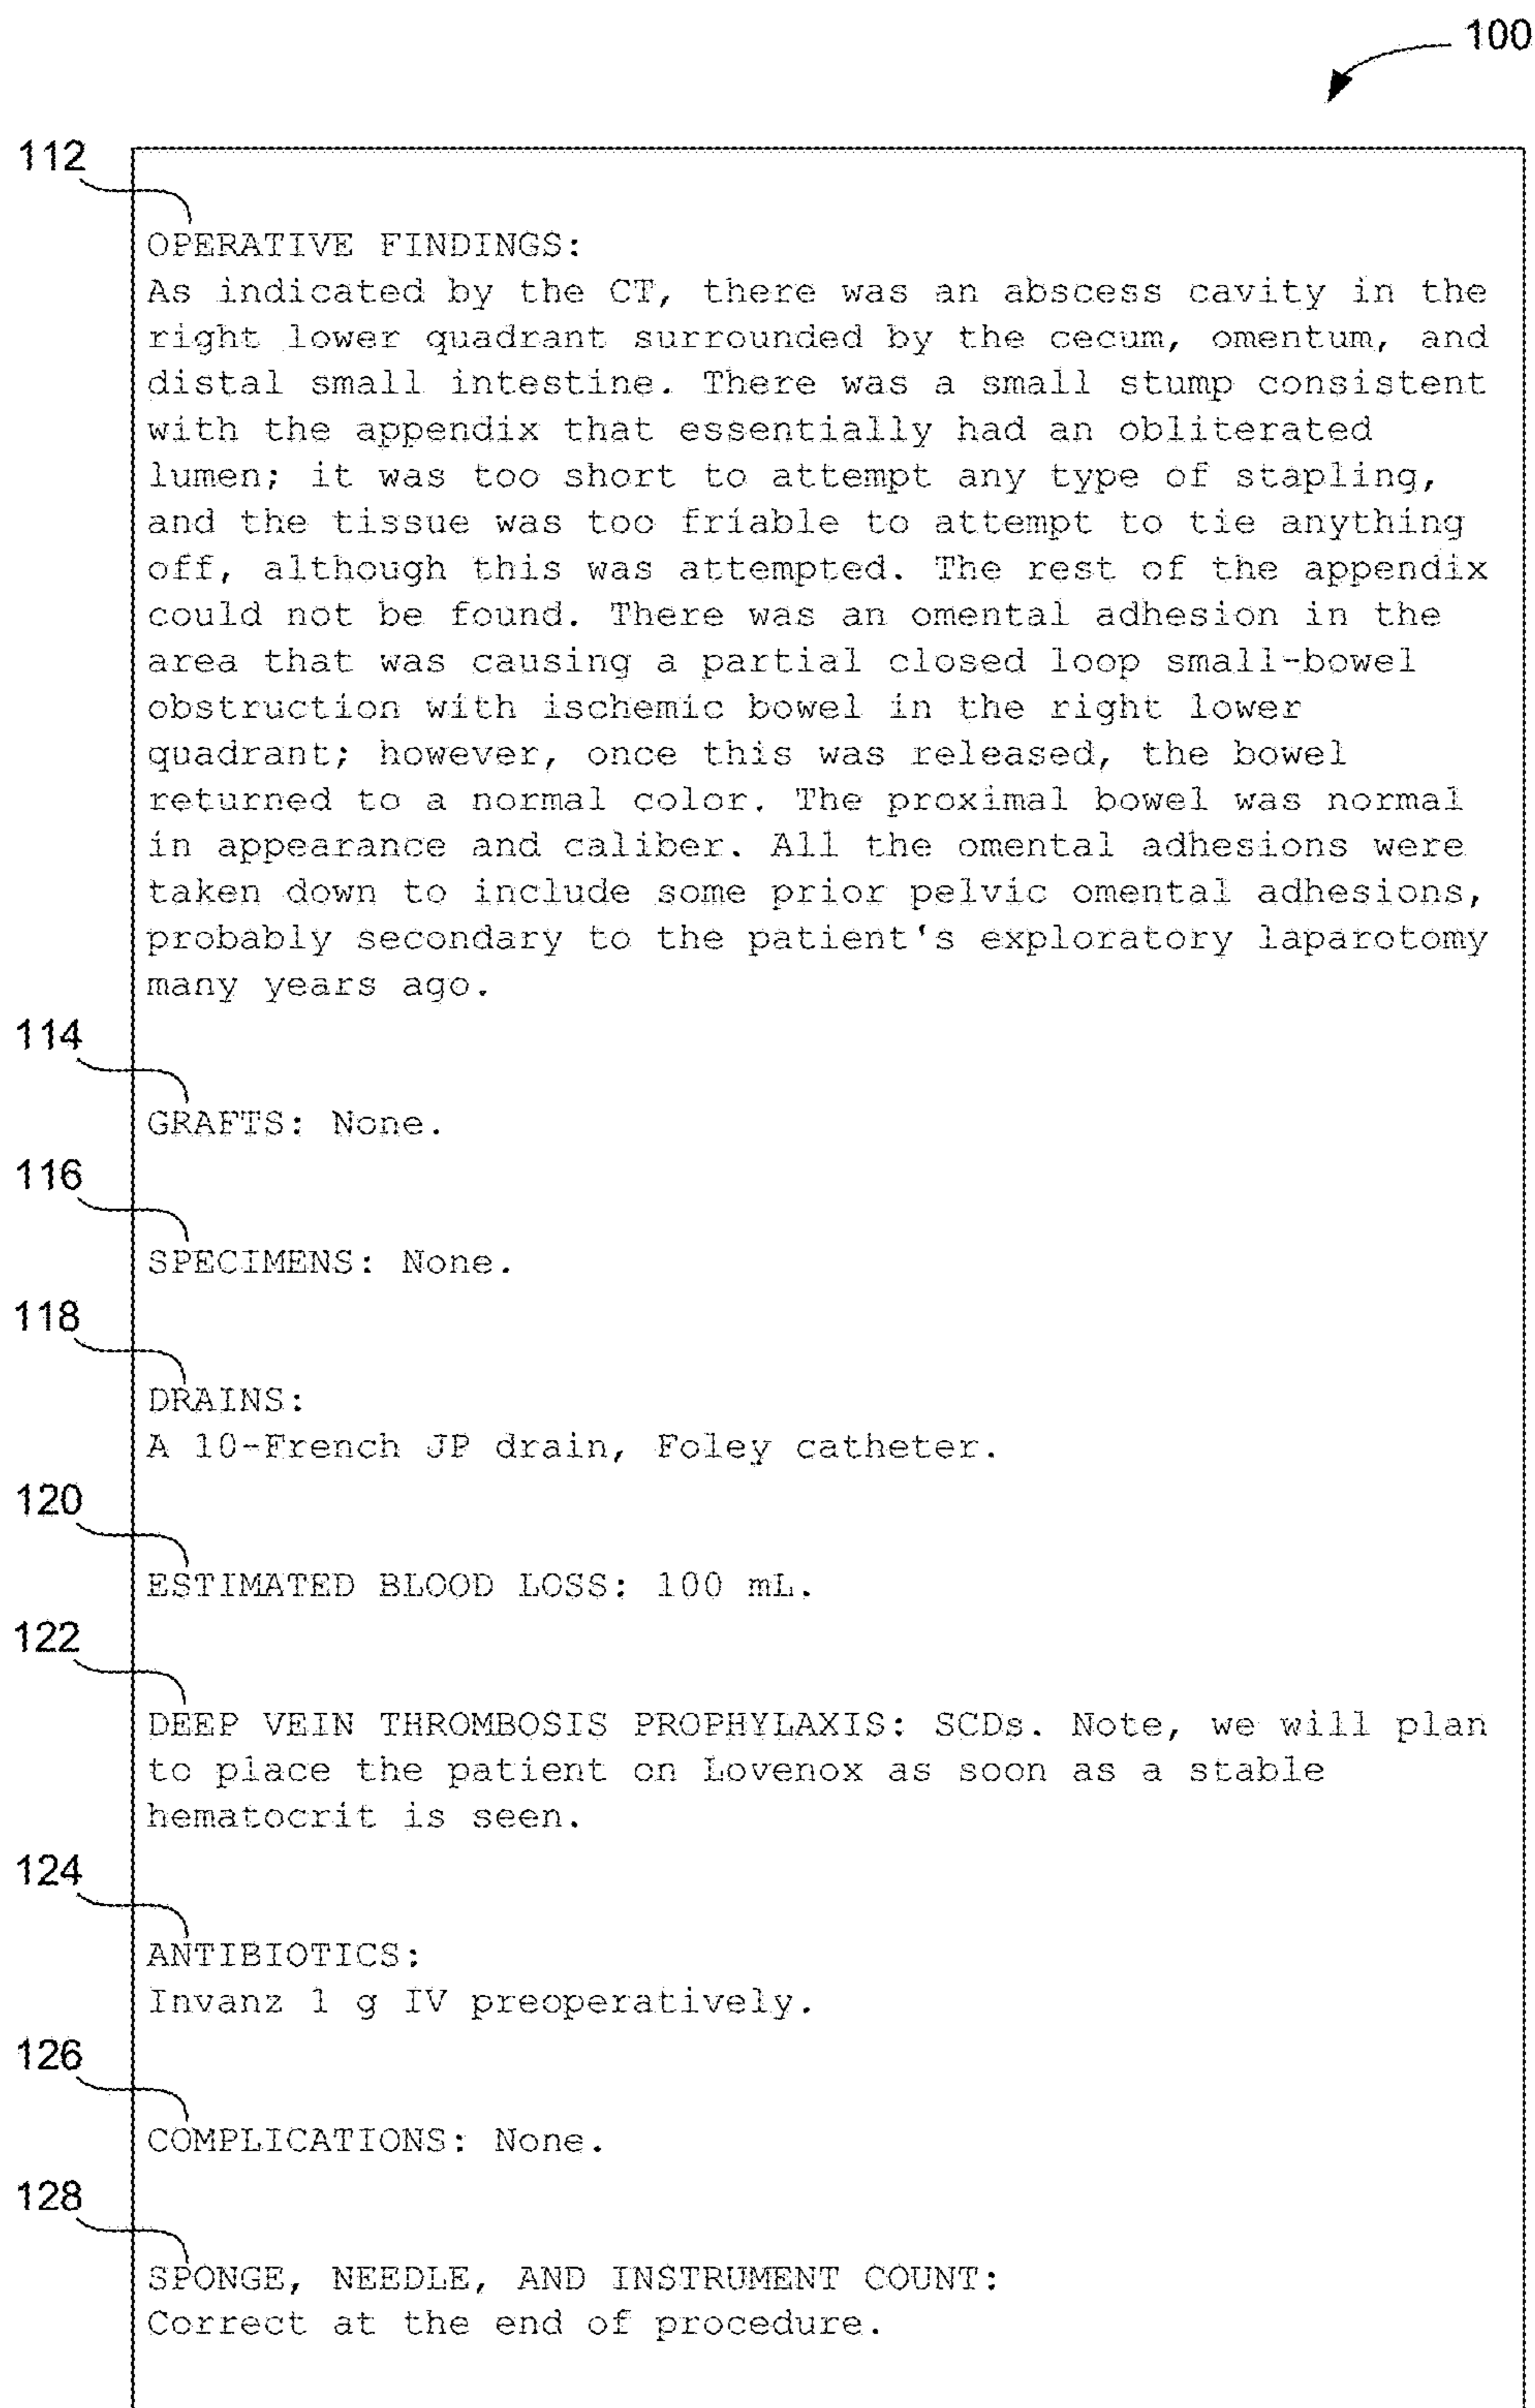 100
112
OPERATIVE FINDINGS:
As indicated by the CT, there was an abscess cavity in the
right lower quadrant surrounded by the cecum, omentum, and
distal small intestine. There was a small stump consistent
with the appendix that essentially had an obliterated
lumen; it was too short to attempt any type of stapling,
and the tissue was too friable to attempt to tie anything
off, although this was attempted. The rest of the appendix
could not be found. There was an omental adhesion in the
area that was causing a partial closed loop small-bowel
obstruction with ischemic bowel in the right lower
quadrant; however, once this was released, the bowel
returned to a normal color. The proximal bowel was normal
in appearance and caliber. All the omental adhesions were
taken down to include some prior pelvic omental adhesions,
probably secondary to the patient's exploratory laparotomy
many years ago.
114
GRAFTS: None.
116
SPECIMENS: None.
118
DRAINS:
A 10-French JP drain, Foley catheter.
120
ESTIMATED BLOOD LOSS: 100 mL.
122
DEEP VEIN THROMBOSIS PROPHYLAXIS: SCDs. Note, we will plan
to place the patient on Lovenox as soon as a stable
hematocrit is seen.
124
ANTIBIOTICS:
Invanz 1 g IV preoperatively.
126
COMPLICATIONS: None.
128
SPONGE, NEEDLE, AND INSTRUMENT COUNT:
Correct at the end of procedure.